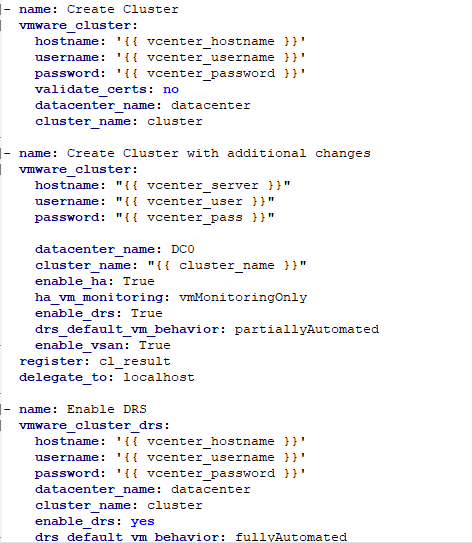 - name: Create Cluster
  vmware_cluster:
    hostname: '{{ vcenter_hostname }}'
    username: '{{ vcenter_username }}'
    password: '{{ vcenter_password }}'
    validate_certs: no
    datacenter_name: datacenter
    cluster_name: cluster

- name: Create Cluster with additional changes
  vmware_cluster:
    hostname: "{{ vcenter_server }}"
    username: "{{ vcenter_user }}"
    password: "{{ vcenter_pass }}"

    datacenter_name: DC0
    cluster_name: "{{ cluster_name }}"
    enable_ha: True
    ha_vm_monitoring: vmMonitoringOnly
    enable_drs: True
    drs_default_vm_behavior: partiallyAutomated
    enable_vsan: True
  register: cl_result
  delegate_to: localhost

- name: Enable DRS
  vmware_cluster_drs:
    hostname: '{{ vcenter_hostname }}'
    username: '{{ vcenter_username }}'
    password: '{{ vcenter_password }}'
    datacenter_name: datacenter
    cluster_name: cluster
    enable_drs: yes
    drs_default_vm_behavior: fullyAutomated